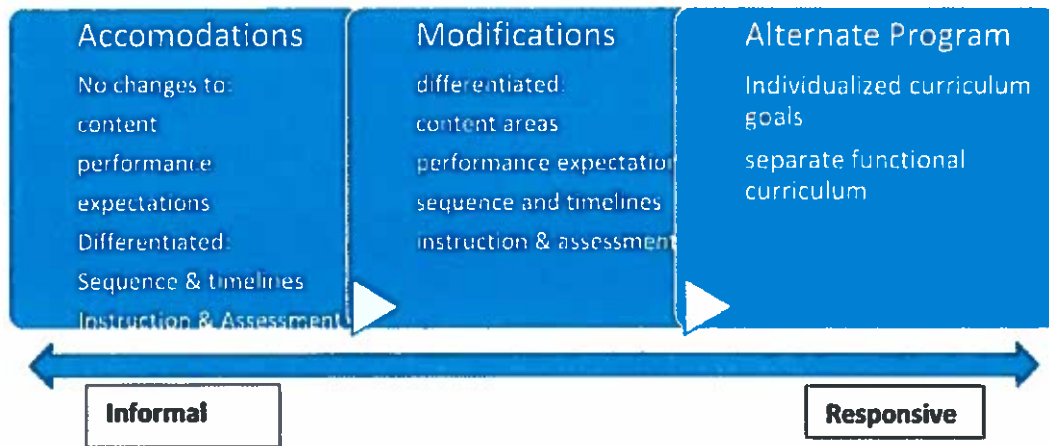 Accomodations
No changes to:
content
performance
expectations
Differentiated:
Sequence & timelines
Instruction & Assessment
Modifications
differentiated:
content areas
performance expectatio
sequence and timelines
instruction & assessment
Alternate Program
Individualized curriculum
goals
separate functional
curriculum
Informal
Responsive